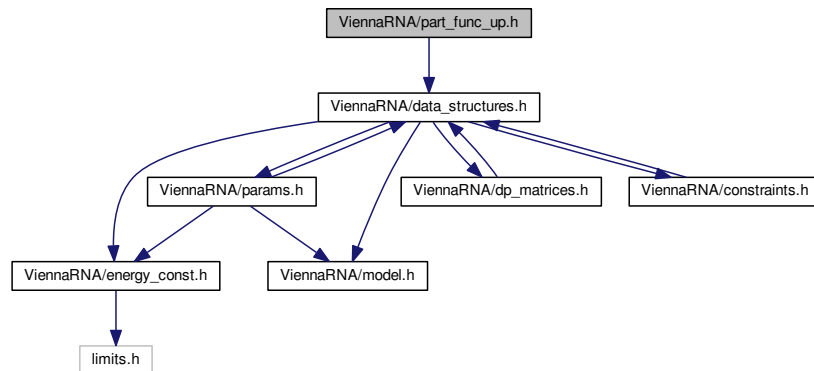 ViennaRNA/part_func_up.h
ViennaRNA/data_structures.h
ViennaRNA/params.h
ViennaRNA/dp_matrices.h
ViennaRNA/constraints.h
ViennaRNA/energy_const.h
ViennaRNA/model.h
limits.h